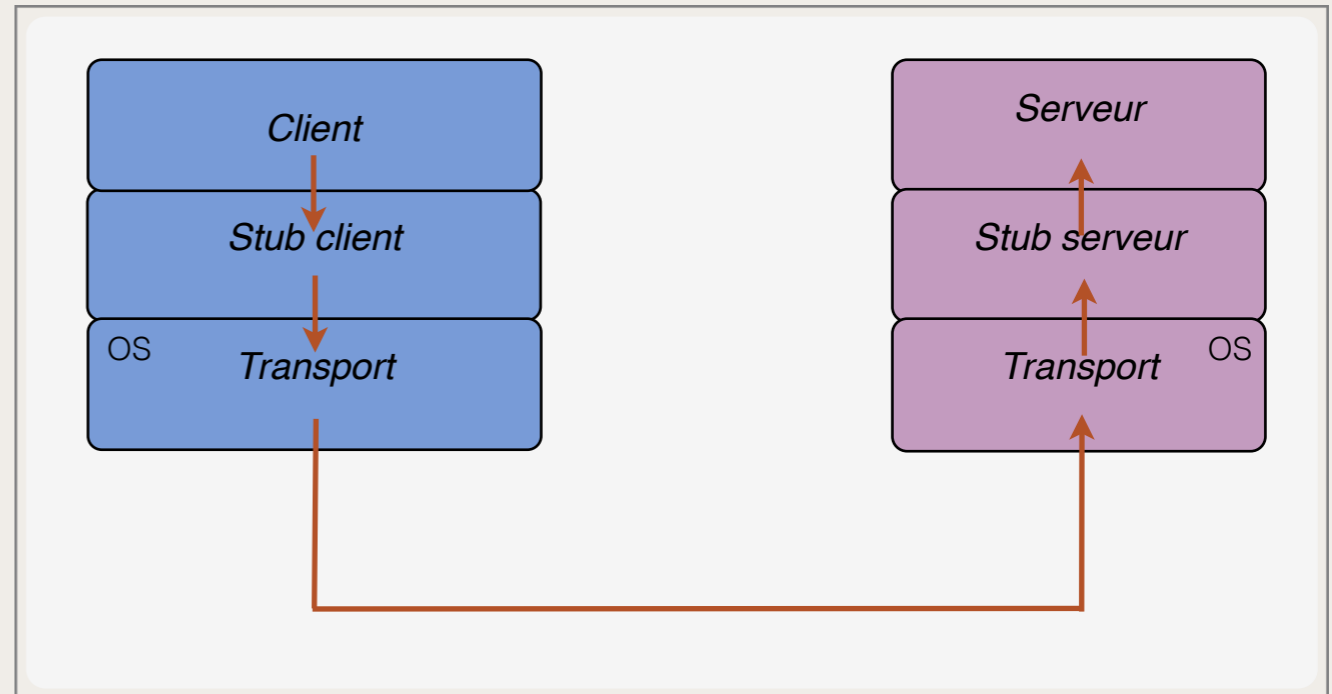 Client
Stub client
OS
Transport
Serveur
Stub serveur
Transport
OS